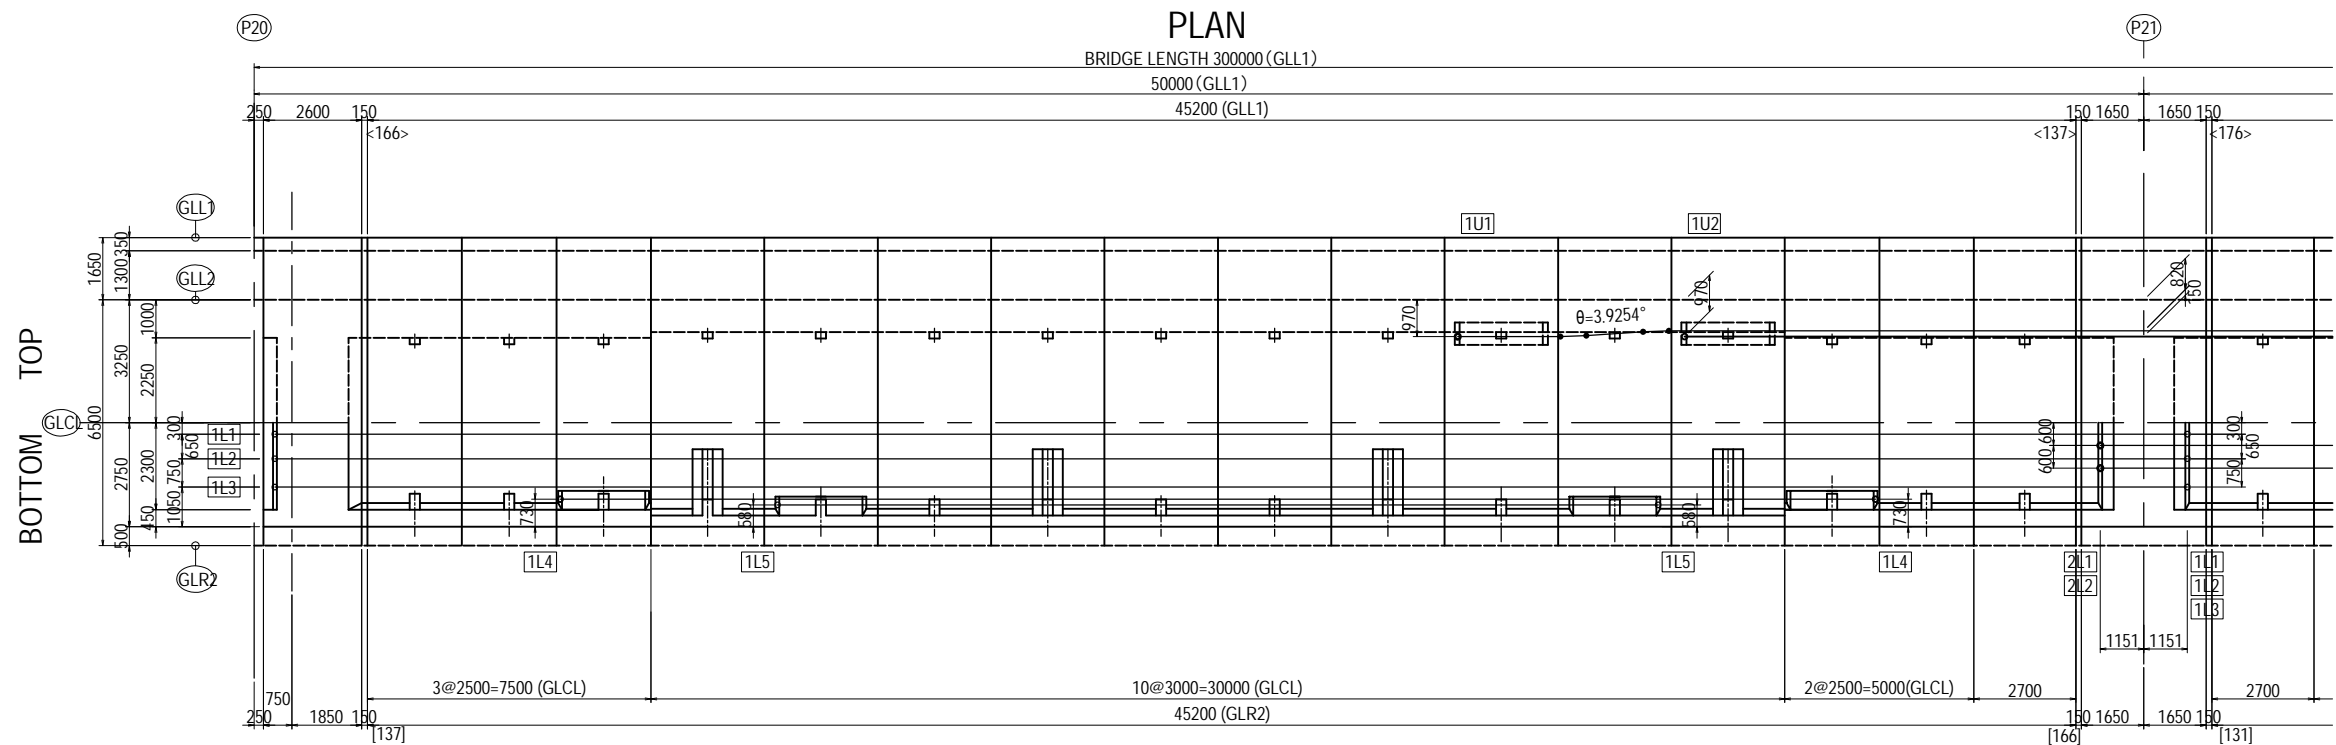 PLAN
P20
P21
BRIDGE LENGTH 300000(GLL1)
50000(GLL1)
250 2600 150 45200 (GLL1) 150 1650 1650 150
<166> <137> <176>
GLL1
1U1 1U2
350
1650
1300
GLL2
820
150
970
970
θ=3.9254°
1000
TOP
3250
2250
6500
GLCL
BOTTOM
300
1L1
650
1L2
750
1L3
2750
2300
1050
450
500
730
580
580
730
600
600
300
650
750
GLR2
1L4 1L5 1L5 1L4 2L1 1L1
2L2 1L2
1L3
1151 1151
3@2500=7500 (GLCL) 10@3000=30000 (GLCL) 2@2500=5000(GLCL) 2700 2700
750
250 1850 150 45200 (GLR2) 150 1650 1650 150
[137] [166] [131]